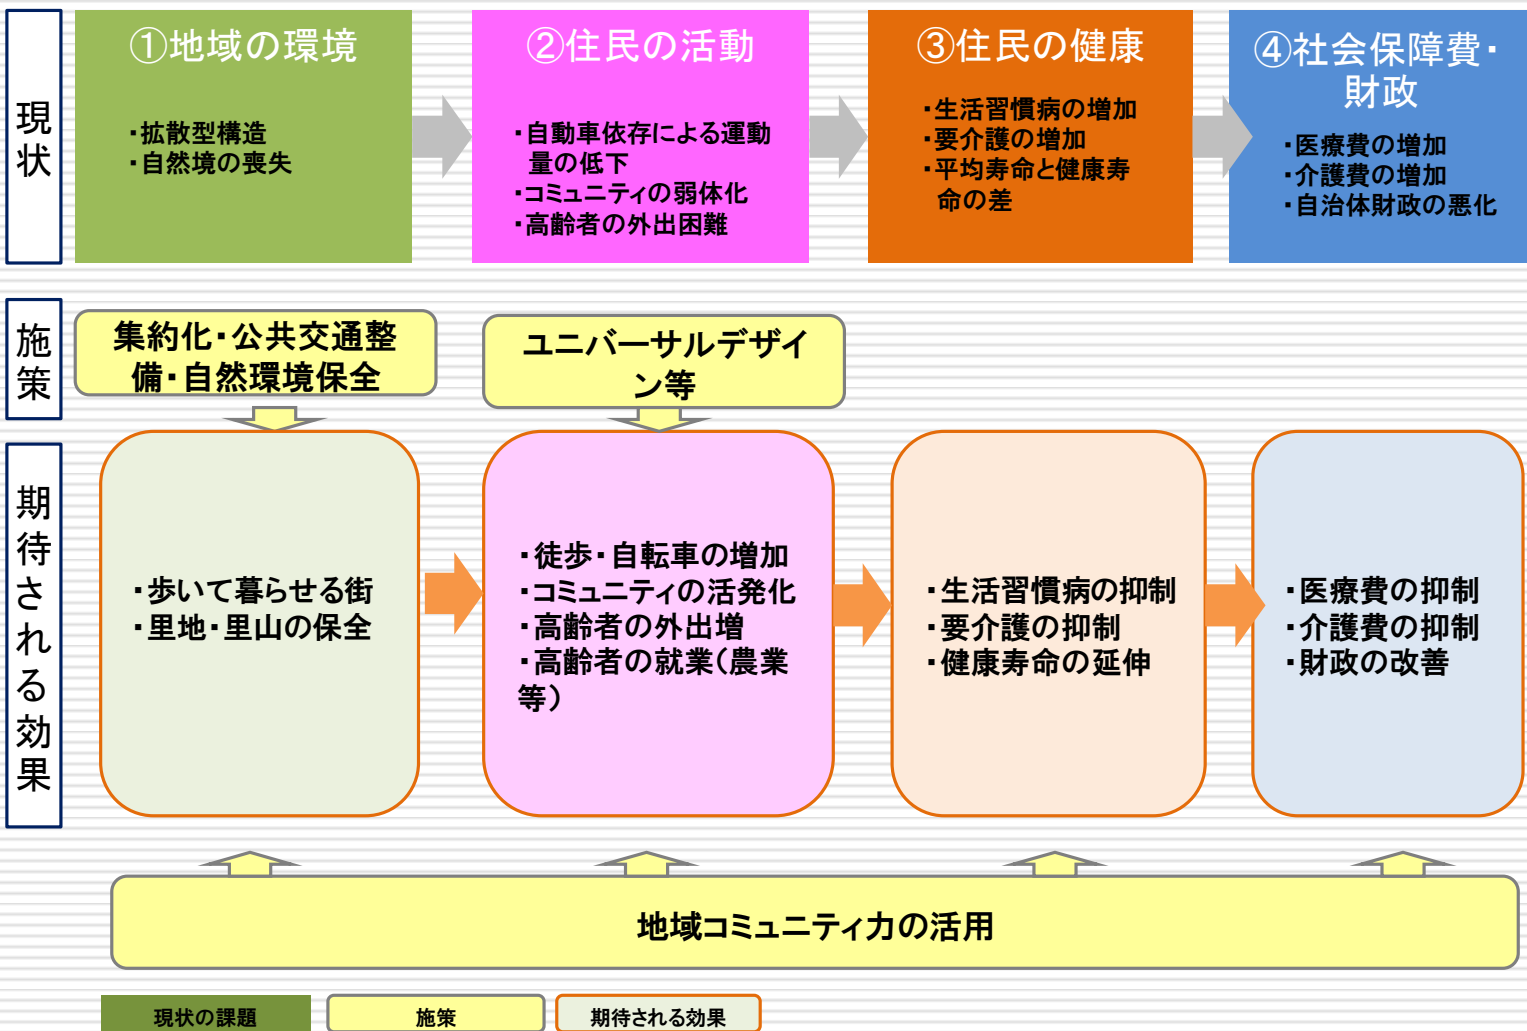 現状
①地域の環境
・拡散型構造
・自然境の喪失
②住民の活動
・自動車依存による運動
量の低下
・コミュニティの弱体化
・高齢者の外出困難
③住民の健康
・生活習慣病の増加
・要介護の増加
・平均寿命と健康寿
命の差
④社会保障費・
財政
・医療費の増加
・介護費の増加
・自治体財政の悪化
施策
集約化・公共交通整
備・自然環境保全
ユニバーサルデザイ
ン等
期待される効果
・歩いて暮らせる街
・里地・里山の保全
・徒歩・自転車の増加
・コミュニティの活発化
・高齢者の外出増
・高齢者の就業(農業
等)
・生活習慣病の抑制
・要介護の抑制
・健康寿命の延伸
・医療費の抑制
・介護費の抑制
・財政の改善
地域コミュニティ力の活用
現状の課題
施策
期待される効果